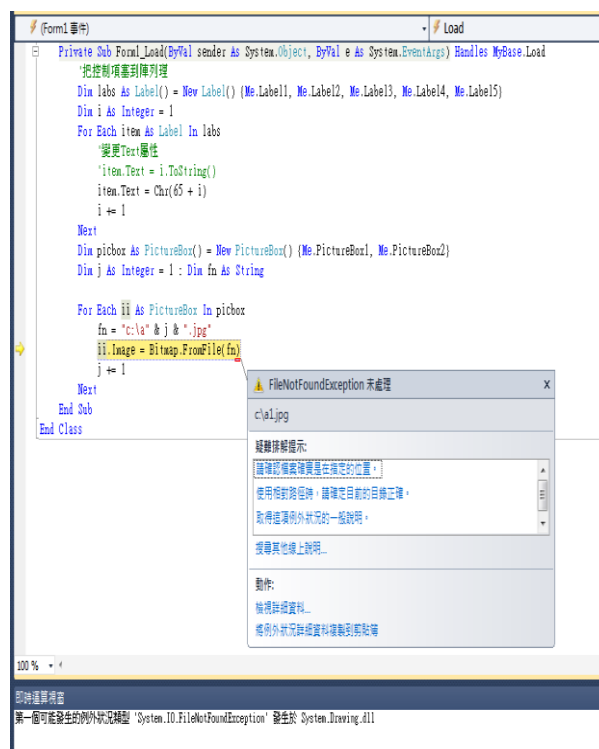 (Form1 事件)
Load
Private Sub Form1_Load(ByVal sender As System.Object, ByVal e As System.EventArgs) Handles MyBase.Load
'把控制項塞到陣列理
Dim labs As Label() = New Label() {Me.Label1, Me.Label2, Me.Label3, Me.Label4, Me.Label5}
Dim i As Integer = 1
For Each item As Label In labs
'變更Text屬性
'item.Text = i.ToString()
item.Text = Chr(65 + i)
i += 1
Next
Dim picbox As PictureBox() = New PictureBox() {Me.PictureBox1, Me.PictureBox2}
Dim j As Integer = 1 : Dim fn As String
For Each ii As PictureBox In picbox
fn = "c:\a" & j & ".jpg"
ii.Image = Bitmap.FromFile(fn)
j += 1
Next
End Sub
End Class
FileNotFoundException 未處理
x
c:\a1.jpg
疑難排解提示:
請確認檔案確實是在指定的位置。
使用相對路徑時，請確定目前的目錄正確。
取得這項例外狀況的一般說明。
搜尋其他線上說明...
動作:
檢視詳細資料...
將例外狀況詳細資料複製到剪貼簿
100 %
即時運算視窗
第一個可能發生的例外狀況類型 'System.IO.FileNotFoundException' 發生於 System.Drawing.dll